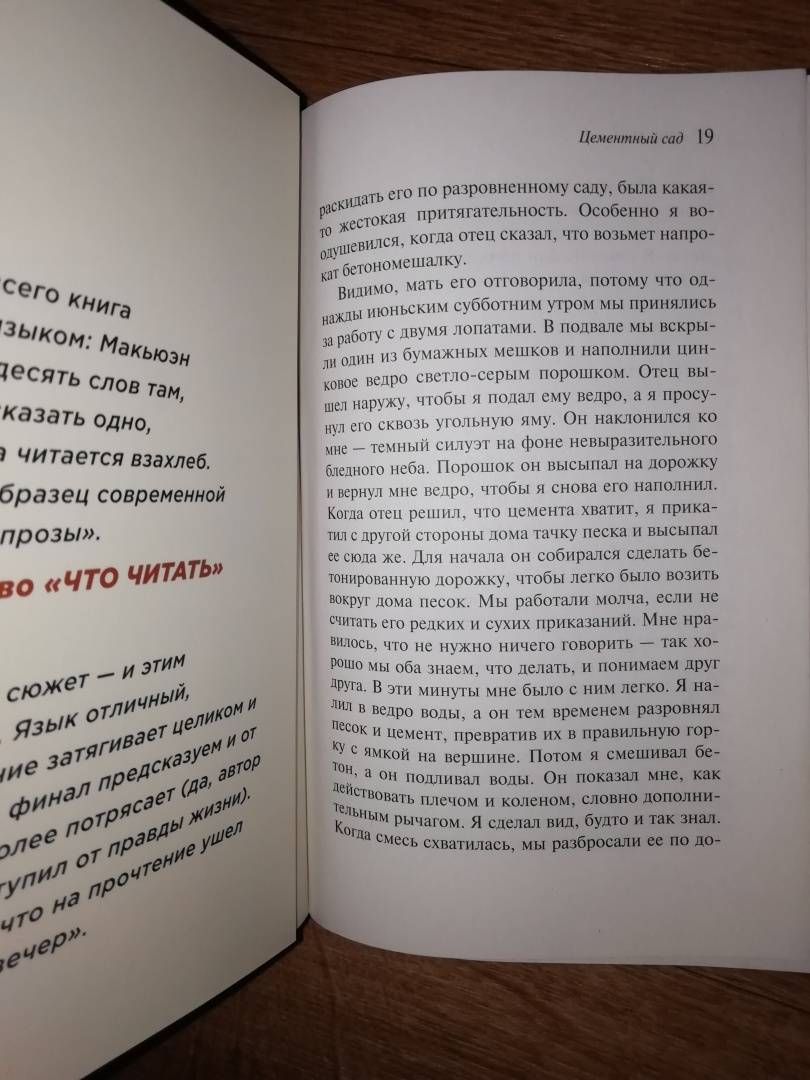 сего книга
языком: Макьюэн
десять слов там,
сказать одно,
а читается взахлеб.
бразец современной
прозы».
во «ЧТО ЧИТАТЬ»
сюжет — и этим
. Язык отличный,
ние затягивает целиком и
финал предсказуем и от
олее потрясает (да, автор
тупил от правды жизни).
что на прочтение ушел
вечер».
Цементный сад 19
раскидать его по разровненному саду, была какая-
то жестокая притягательность. Особенно я во-
одушевился, когда отец сказал, что возьмет напро-
кат бетономешалку.
Видимо, мать его отговорила, потому что од-
нажды июньским субботним утром мы принялись
за работу с двумя лопатами. В подвале мы вскры-
ли один из бумажных мешков и наполнили цин-
ковое ведро светло-серым порошком. Отец вы-
шел наружу, чтобы я подал ему ведро, а я просу-
нул его сквозь угольную яму. Он наклонился ко
мне — темный силуэт на фоне невыразительного
бледного неба. Порошок он высыпал на дорожку
и вернул мне ведро, чтобы я снова его наполнил.
Когда отец решил, что цемента хватит, я прика-
тил с другой стороны дома тачку песка и высыпал
ее сюда же. Для начала он собирался сделать бе-
тонированную дорожку, чтобы легко было возить
вокруг дома песок. Мы работали молча, если не
считать его редких и сухих приказаний. Мне нра-
вилось, что не нужно ничего говорить — так хо-
рошо мы оба знаем, что делать, и понимаем друг
друга. В эти минуты мне было с ним легко. Я на-
лил в ведро воды, а он тем временем разровнял
песок и цемент, превратив их в правильную гор-
ку с ямкой на вершине. Потом я смешивал бе-
тон, а он подливал воды. Он показал мне, как
действовать плечом и коленом, словно дополни-
тельным рычагом. Я сделал вид, будто и так знал.
Когда смесь схватилась, мы разбросали ее по до-